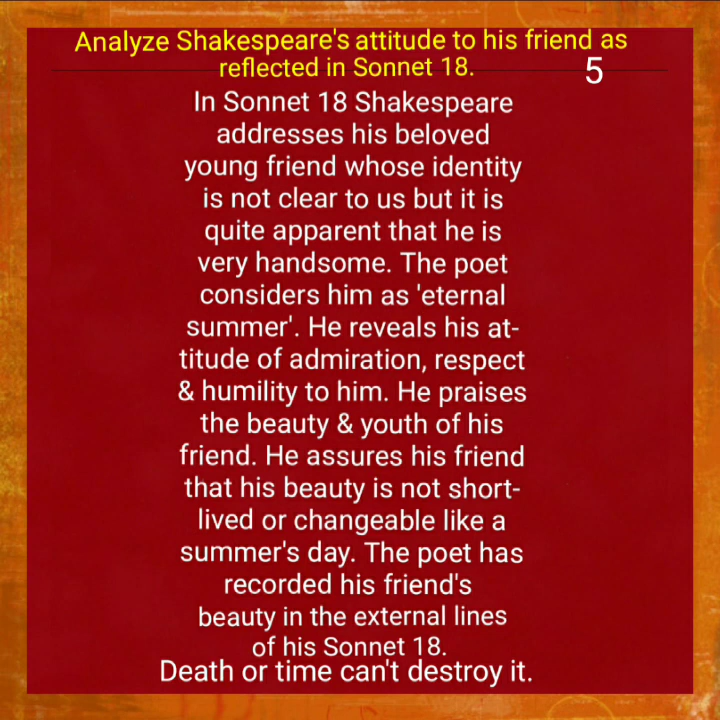 Analyze Shakespeare's attitude to his friend as
reflected in Sonnet 18.
5
In Sonnet 18 Shakespeare
addresses his beloved
young friend whose identity
is not clear to us but it is
quite apparent that he is
very handsome. The poet
considers him as 'eternal
summer'. He reveals his at-
titude of admiration, respect
& humility to him. He praises
the beauty & youth of his
friend. He assures his friend
that his beauty is not short-
lived or changeable like a
summer's day. The poet has
recorded his friend's
beauty in the external lines
of his Sonnet 18.
Death or time can't destroy it.